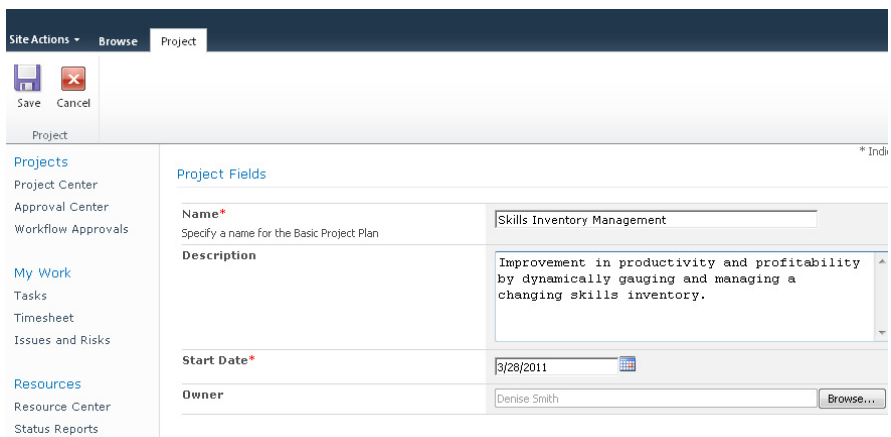 Site Actions Browse Project
Save Cancel
Project
* Indi
Projects
Project Center
Approval Center
Workflow Approvals
My Work
Tasks
Timesheet
Issues and Risks
Resources
Resource Center
Status Reports
Project Fields
Name* Skills Inventory Management
Specify a name for the Basic Project Plan
Description
Improvement in productivity and profitability
by dynamically gauging and managing a
changing skills inventory.
Start Date* 3/28/2011
Owner Denise Smith Browse...